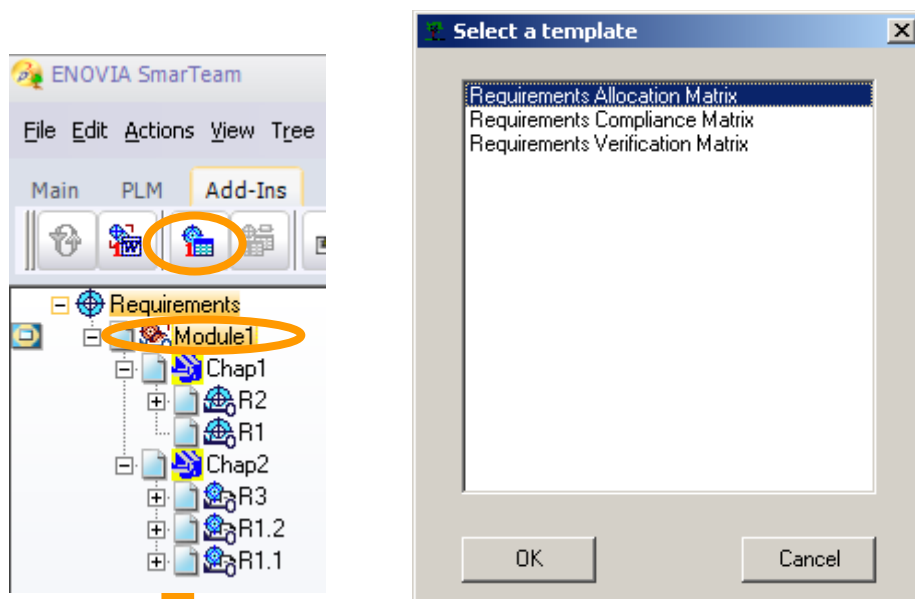 ENOVIA SmarTeam
File Edit Actions View Tree
Main PLM Add-Ins
Requirements
Module1
Chap1
R2
R1
Chap2
R3
R1.2
R1.1
Select a template
Requirements Allocation Matrix
Requirements Compliance Matrix
Requirements Verification Matrix
OK Cancel